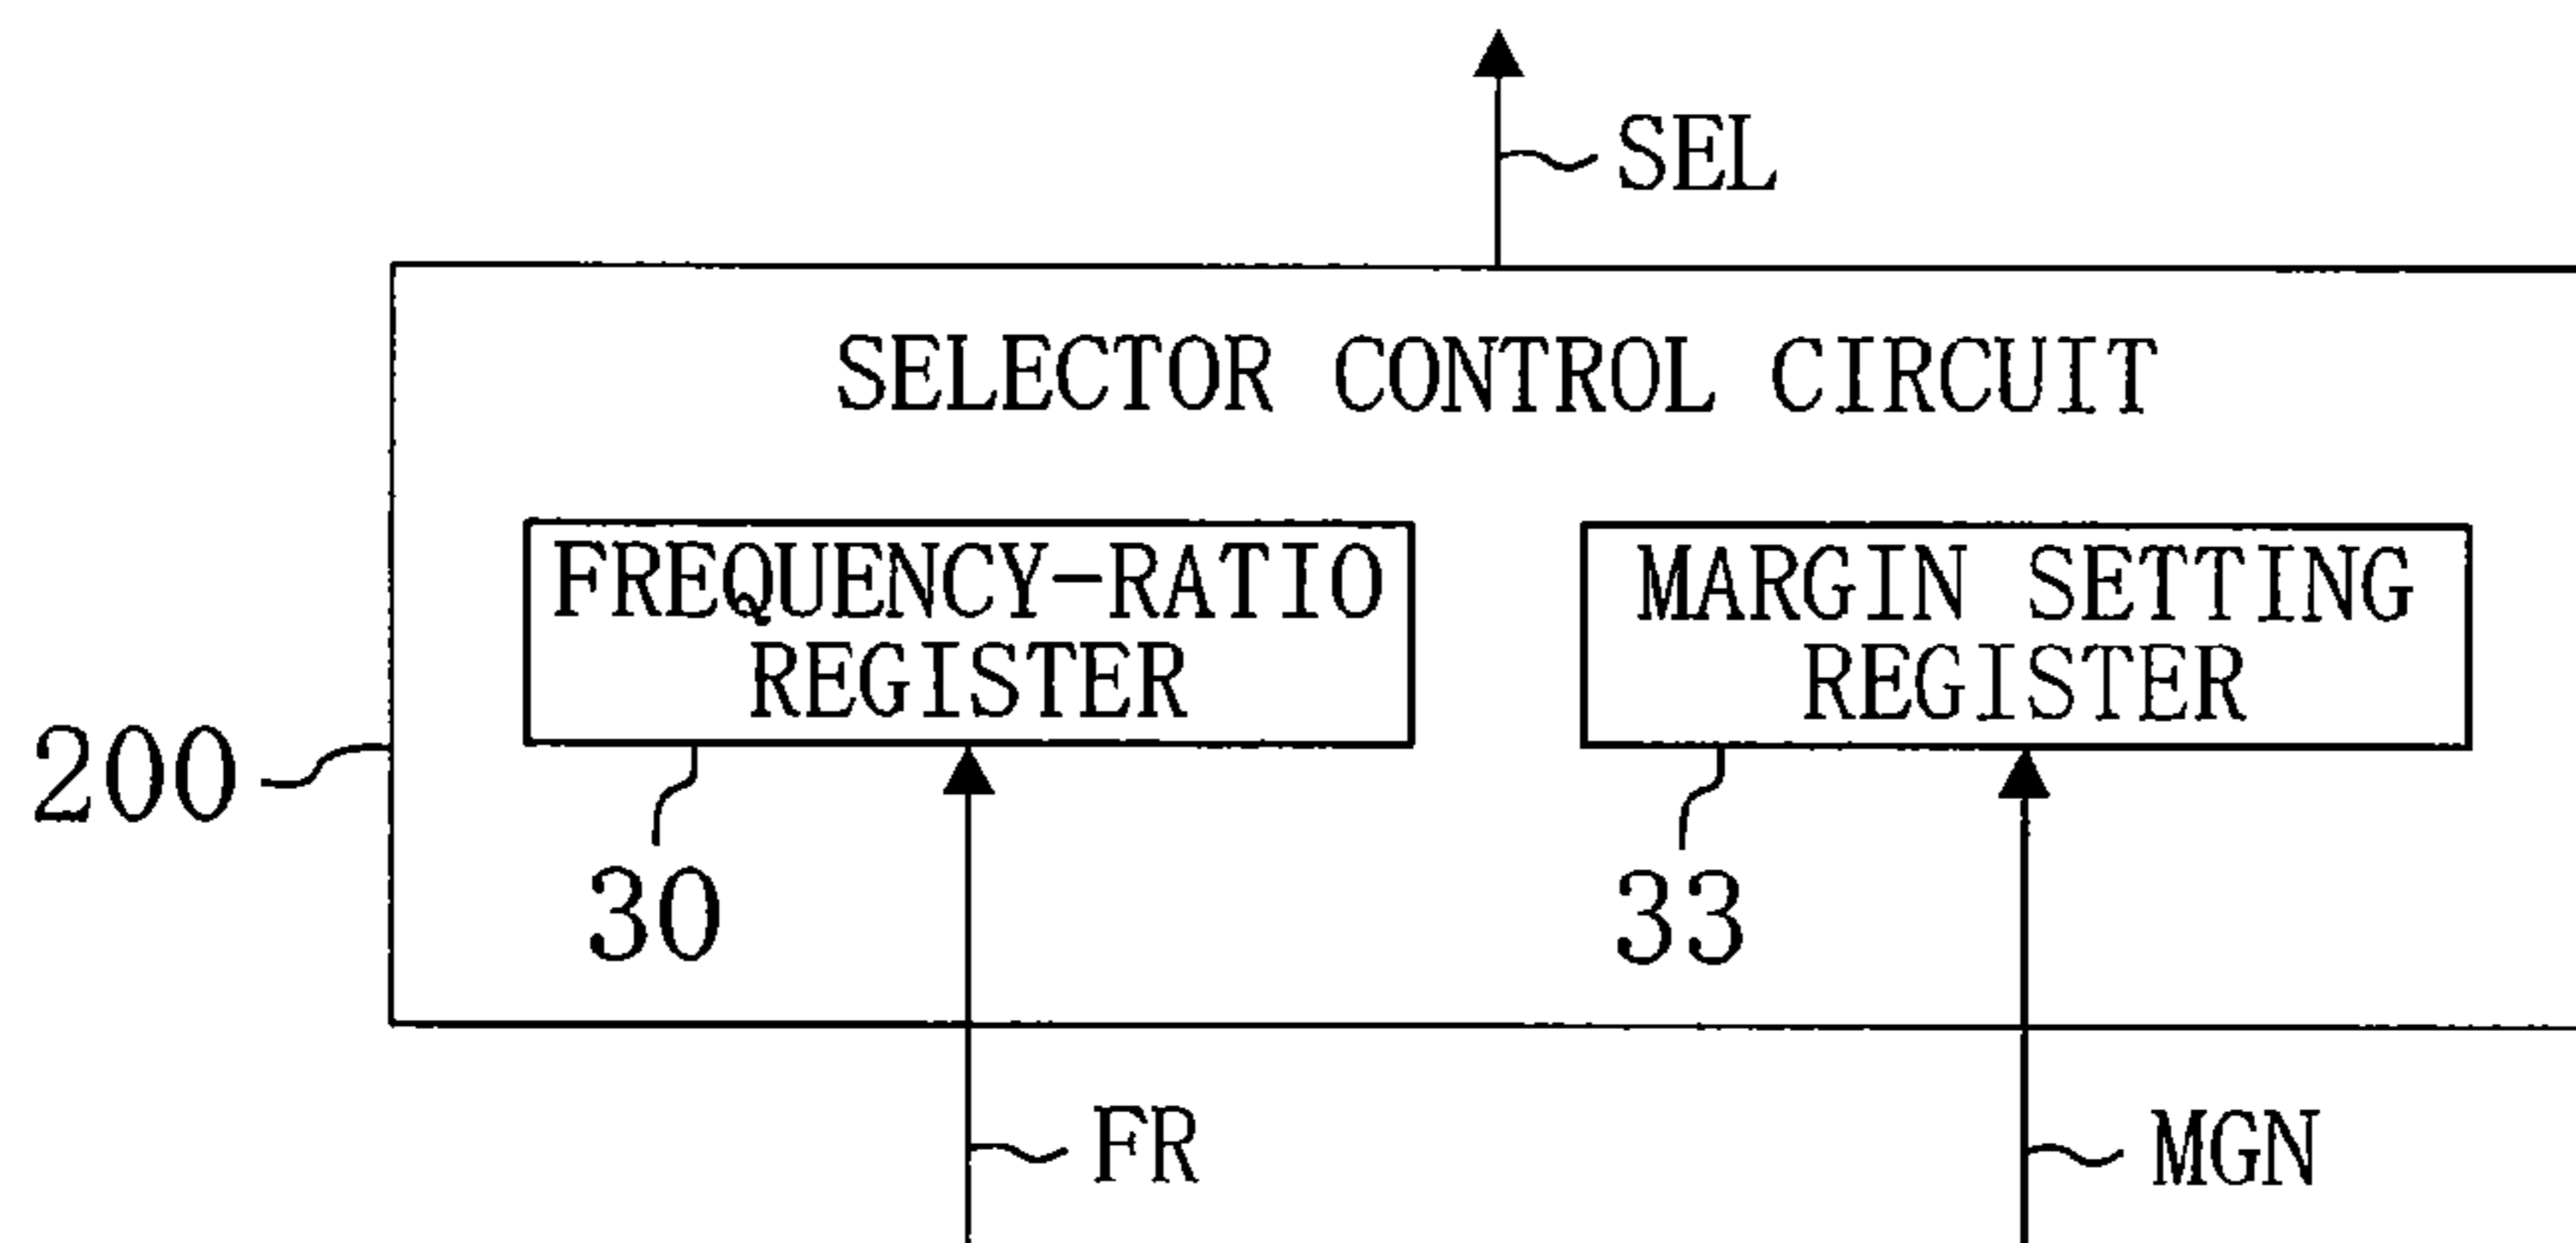 SEL
SELECTOR CONTROL CIRCUIT
FREQUENCY-RATIO
REGISTER
MARGIN SETTING
REGISTER
200
30
33
FR
MGN